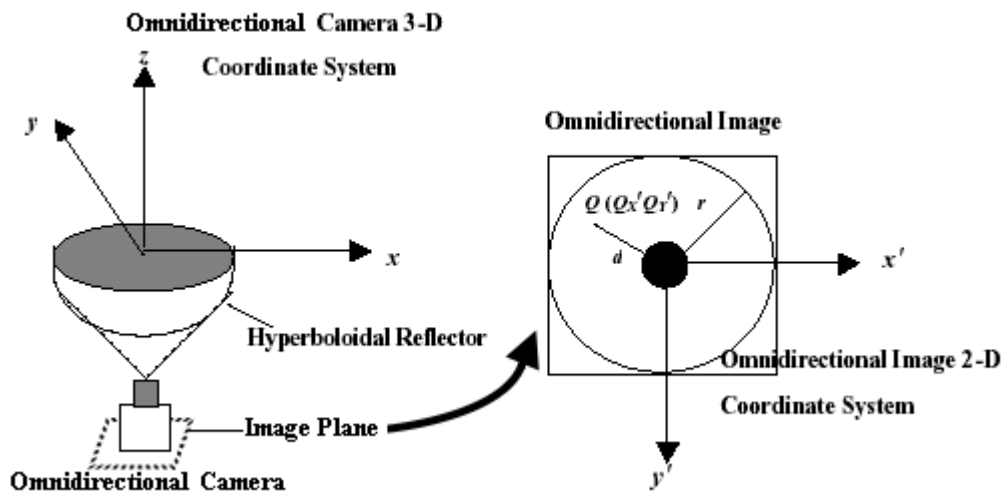 Omnidirectional Camera 3-D
Coordinate System
z
y
x
Hyperboloidal Reflector
Image Plane
Omnidirectional Camera
Omnidirectional Image
Q (QX'QY') r
d
x'
Omnidirectional Image 2-D
Coordinate System
y'